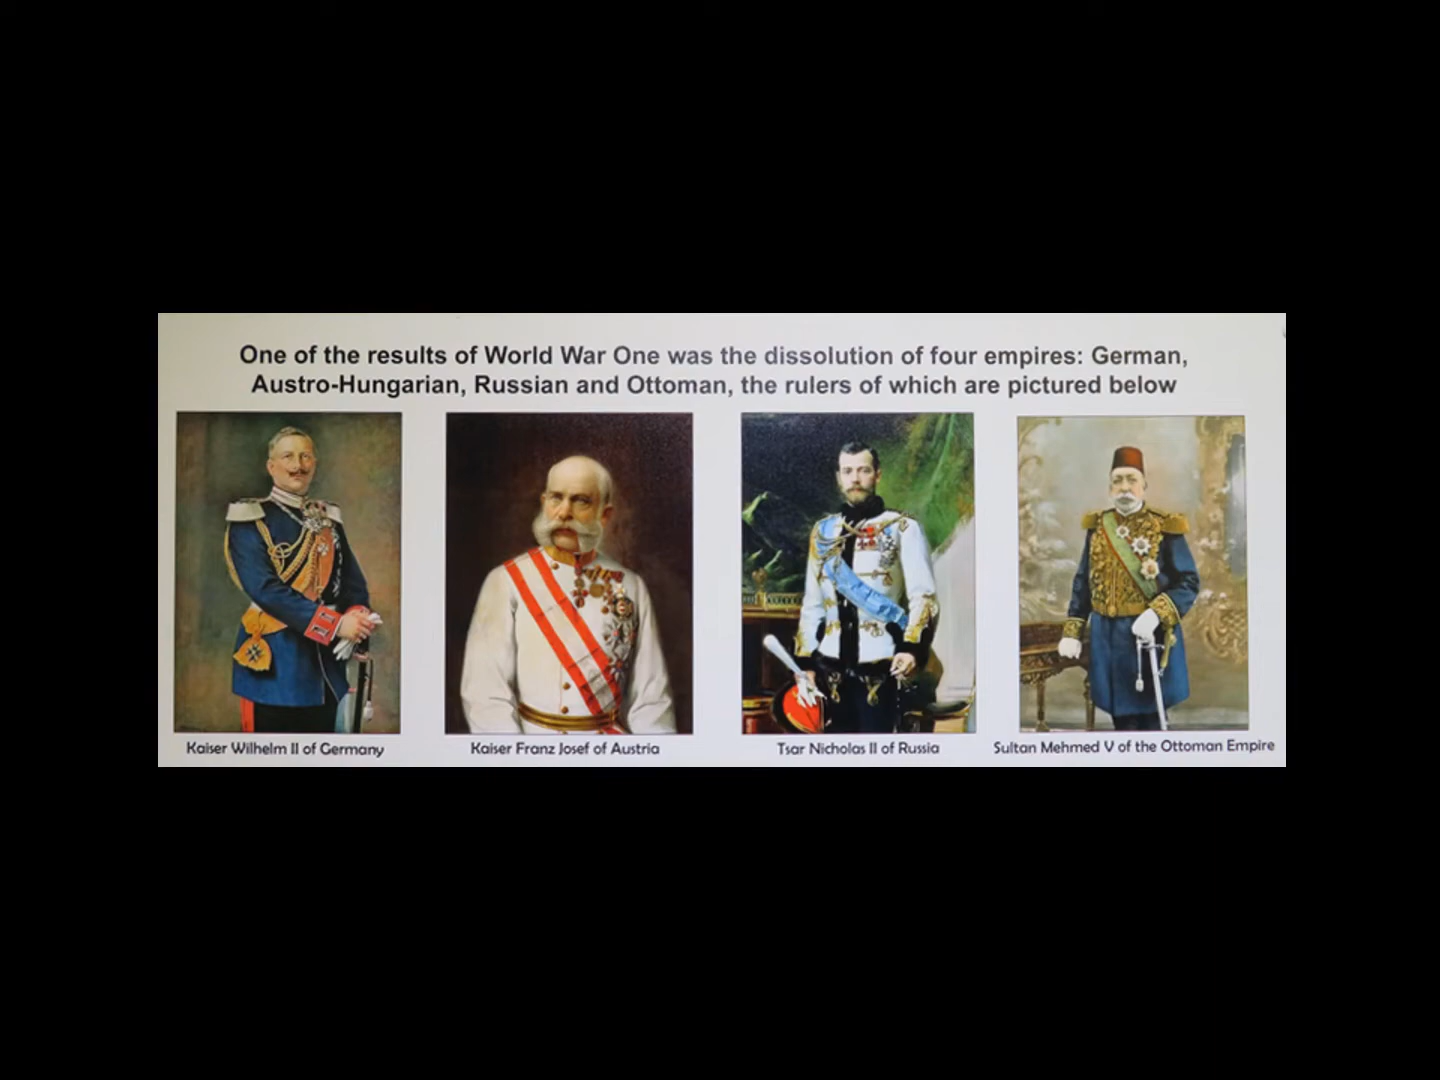 One of the results of World War One was the dissolution of four empires: German,
Austro-Hungarian, Russian and Ottoman, the rulers of which are pictured below
Kaiser Wilhelm II of Germany
Kaiser Franz Josef of Austria
Tsar Nicholas II of Russia
Sultan Mehmed V of the Ottoman Empire